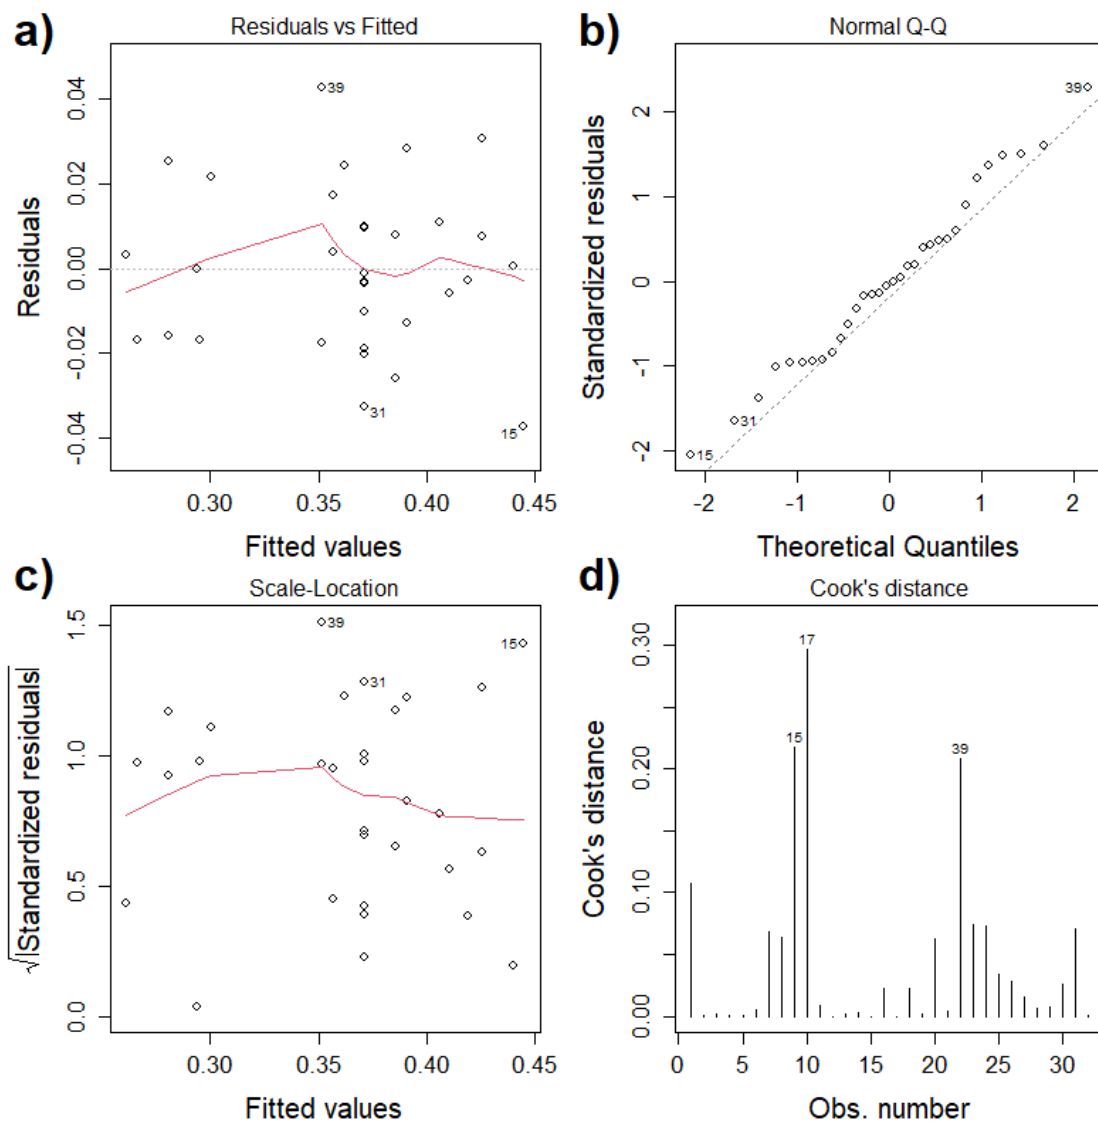 a)
Residuals vs Fitted
Residuals
0.04
0.02
0.00
-0.02
-0.04
39
31
15
0.30 0.35 0.40 0.45
Fitted values
b)
Normal Q-Q
Standardized residuals
2
1
0
-1
-2
39
31
15
-2 -1 0 1 2
Theoretical Quantiles
c)
Scale-Location
√|Standardized residuals|
1.5
1.0
0.5
0.0
39
15
31
0.30 0.35 0.40 0.45
Fitted values
d)
Cook's distance
Cook's distance
0.30
0.20
0.10
0.00
17
15
39
0 5 10 15 20 25 30
Obs. number